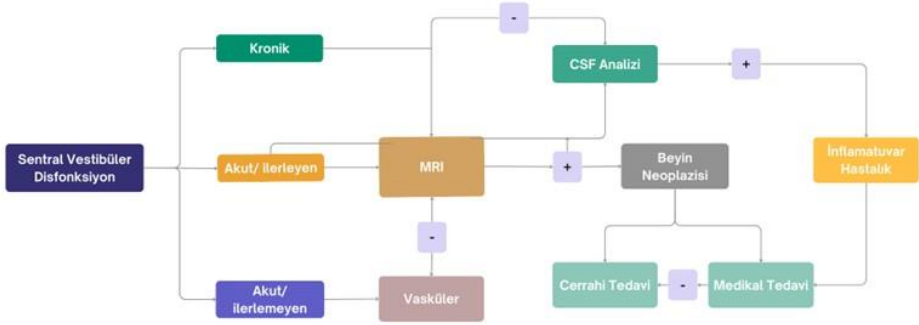 -
Kronik
CSF Analizi
+
Sentral Vestibüler
Disfonksiyon
Akut/ ilerleyen
MRI
+
Beyin
Neoplazisi
İnflamatuvar
Hastalık
-
Akut/
ilerlemeyen
Vasküler
Cerrahi Tedavi
-
Medikal Tedavi